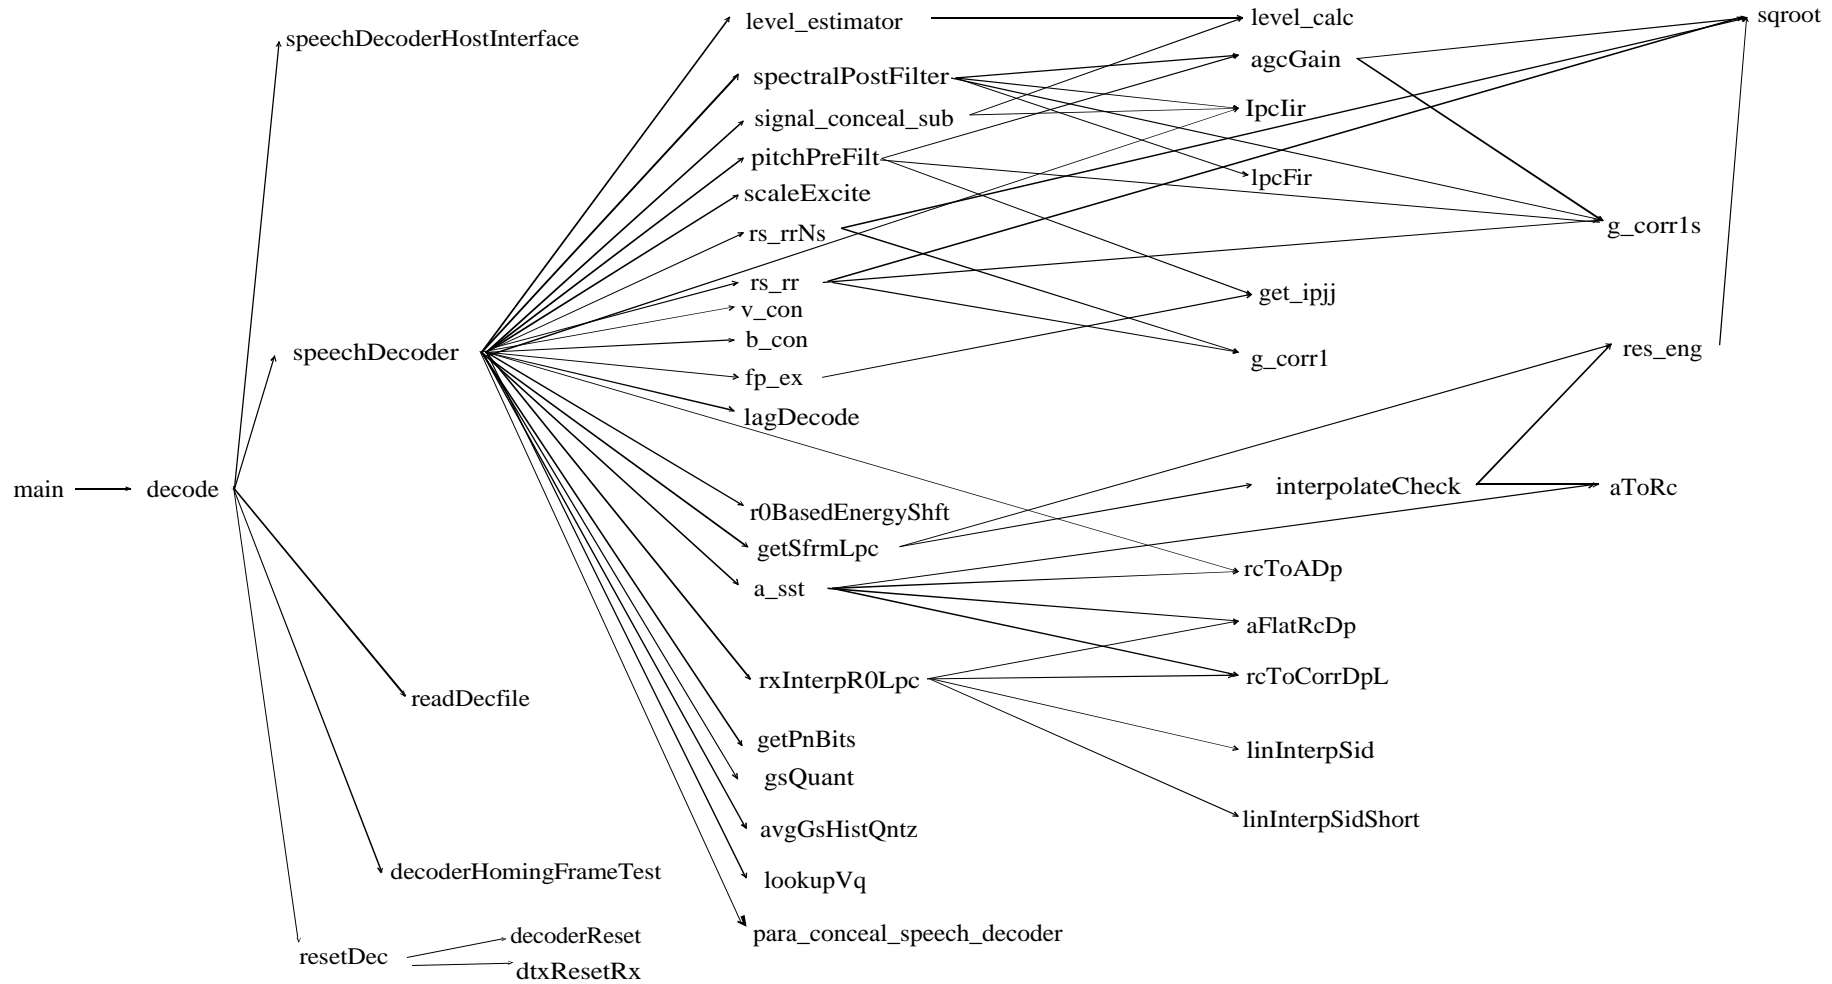 level_estimator
level_calc
sqroot
speechDecoderHostInterface
spectralPostFilter
agcGain
signal_conceal_sub
IpcIir
pitchPreFilt
lpcFir
scaleExcite
rs_rrNs
g_corr1s
rs_rr
get_ipjj
v_con
b_con
speechDecoder
g_corr1
res_eng
fp_ex
lagDecode
main
decode
interpolateCheck
aToRc
r0BasedEnergyShft
getSfrmLpc
rcToADp
a_sst
aFlatRcDp
rxInterpR0Lpc
rcToCorrDpL
readDecfile
getPnBits
linInterpSid
gsQuant
linInterpSidShort
avgGsHistQntz
decoderHomingFrameTest
lookupVq
para_conceal_speech_decoder
decoderReset
resetDec
dtxResetRx